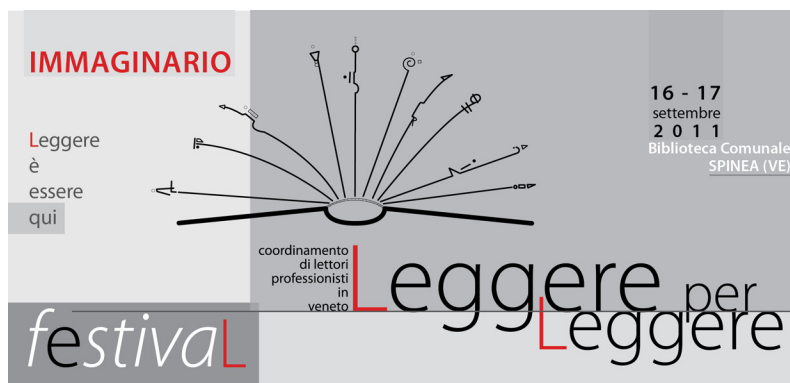 IMMAGINARIO
Leggere
è
essere
qui
16 - 17
settembre
2011
Biblioteca Comunale
SPINEA (VE)
coordinamento
di lettori
professionisti
in
veneto
Leggere per
Leggere
festivaL